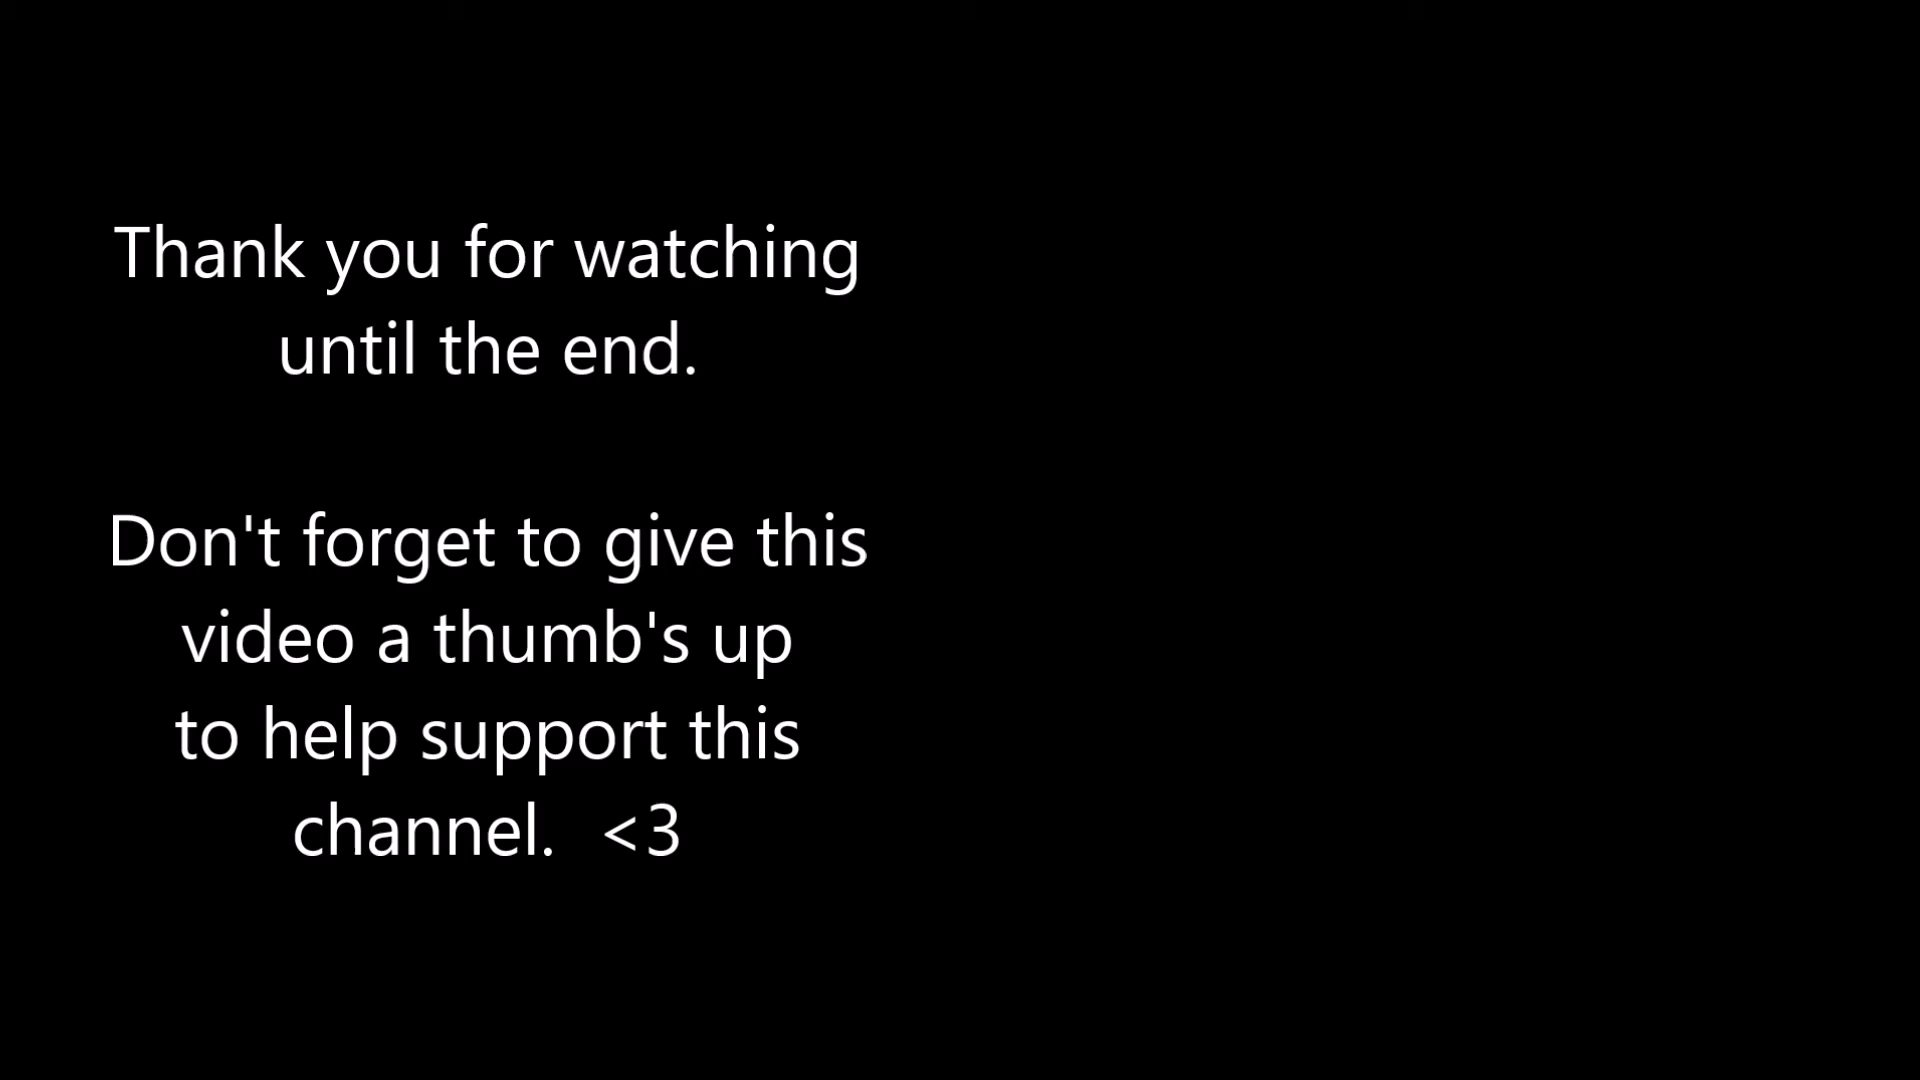 Thank you for watching
until the end.
Don't forget to give this
video a thumb's up
to help support this
channel.  <3